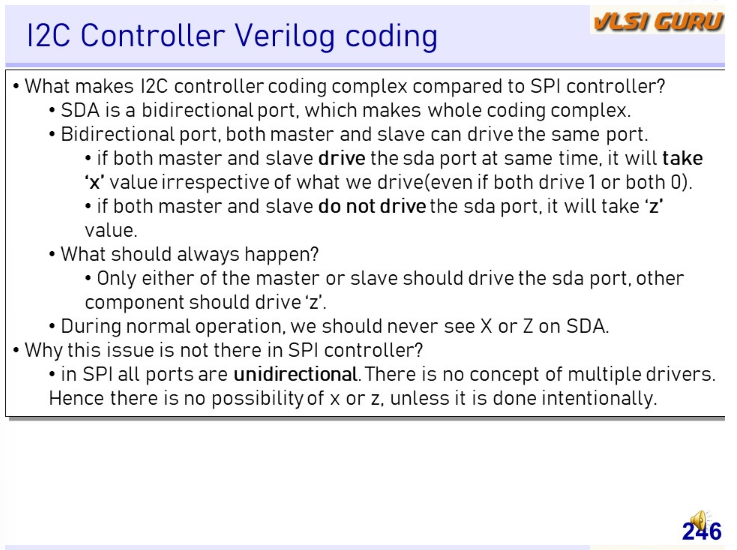 I2C Controller Verilog coding
VLSI GURU
• What makes I2C controller coding complex compared to SPI controller?
• SDA is a bidirectional port, which makes whole coding complex.
• Bidirectional port, both master and slave can drive the same port.
• if both master and slave drive the sda port at same time, it will take
‘x’ value irrespective of what we drive(even if both drive 1 or both 0).
• if both master and slave do not drive the sda port, it will take ‘z’
value.
• What should always happen?
• Only either of the master or slave should drive the sda port, other
component should drive ‘z’.
• During normal operation, we should never see X or Z on SDA.
• Why this issue is not there in SPI controller?
• in SPI all ports are unidirectional. There is no concept of multiple drivers.
Hence there is no possibility of x or z, unless it is done intentionally.
246